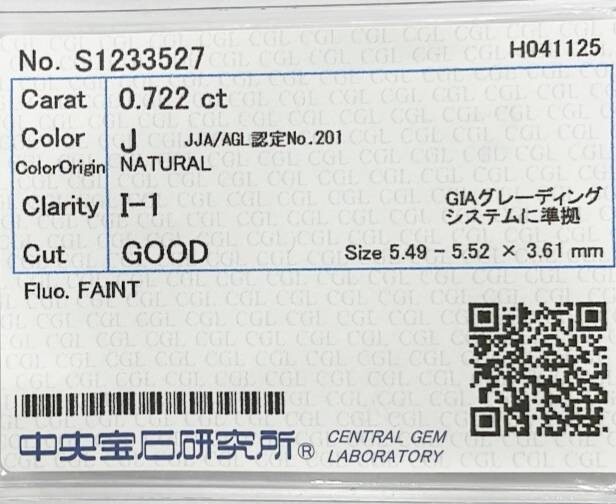 No. S1233527 H041125
Carat 0.722 ct
Color J JJA/AGL認定No.201
ColorOrigin NATURAL
Clarity I-1 GIAグレーディング
システムに準拠
Cut GOOD Size 5.49 - 5.52 × 3.61 mm
Fluo. FAINT
中央宝石研究所® CENTRAL GEM
LABORATORY